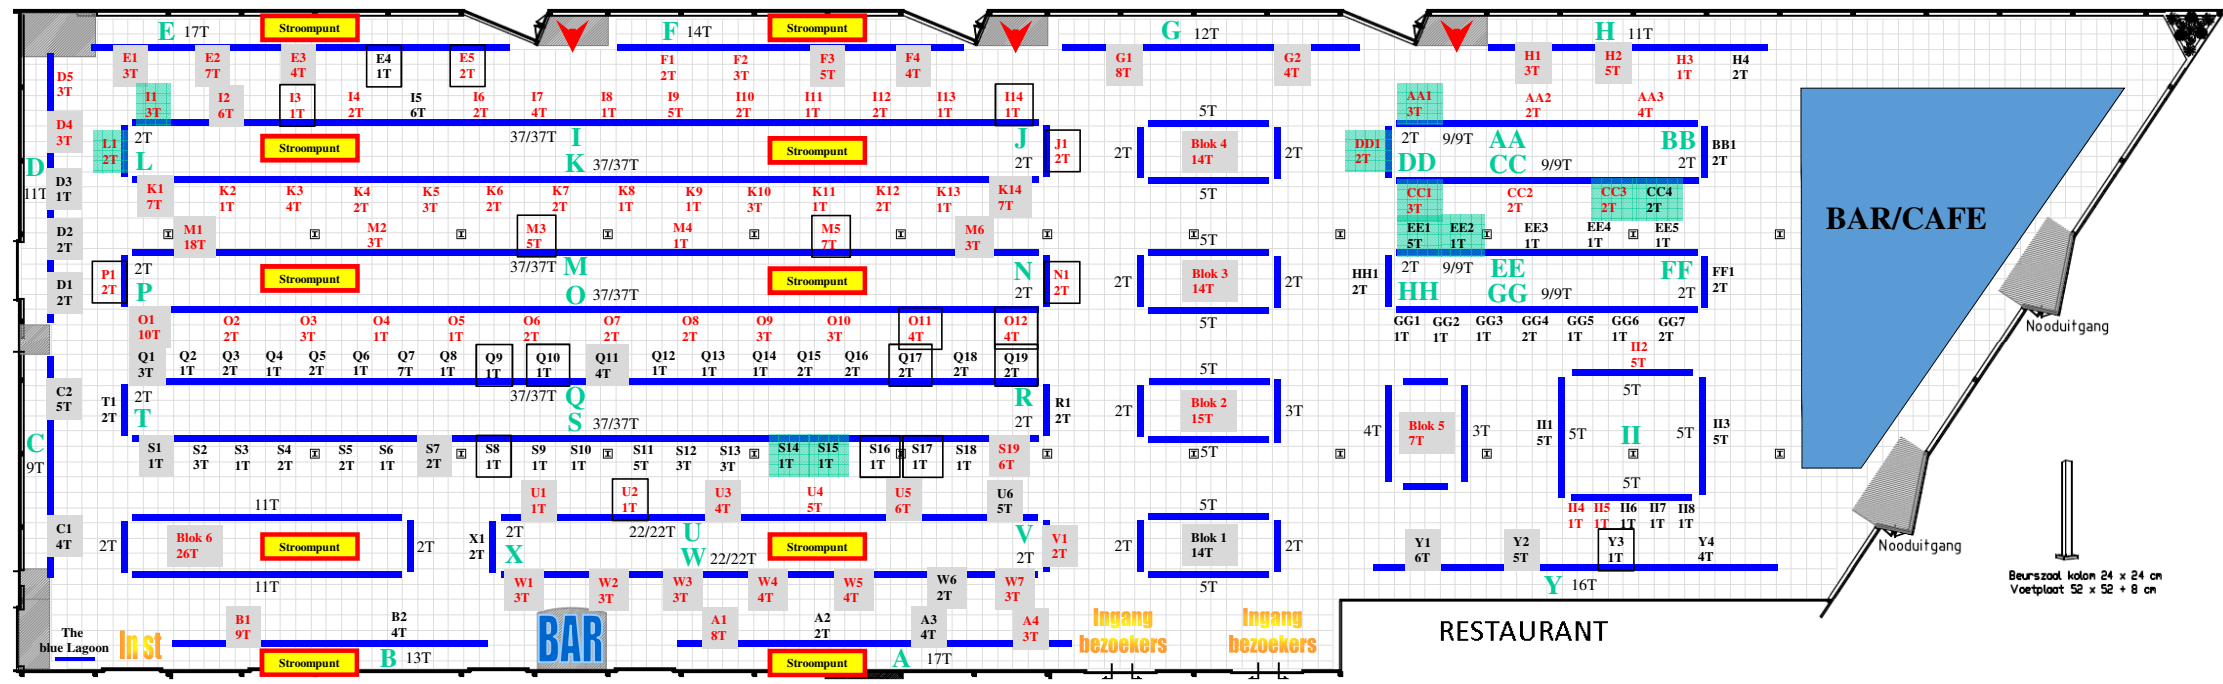 E 17T Stroompunt F 14T Stroompunt G 12T H 11T
E1 E2 E3 E4 E5 F1 F2 F3 F4 G1 G2 H1 H2 H3 H4
3T 7T 4T 1T 2T 2T 3T 5T 4T 8T 4T 3T 5T 1T 2T
D5
3T
I1 I2 I3 I4 I5 I6 I7 I8 I9 I10 I11 I12 I13 I14 AA1 AA2 AA3
3T 6T 1T 2T 6T 2T 4T 1T 5T 2T 1T 2T 1T 1T 3T 2T 4T
D4
3T
5T
L1 2T 37/37T I J J1 2T Blok 4 2T DD1 2T 9/9T AA BB BB1
2T L Stroompunt K 37/37T Stroompunt 2T 2T 14T 2T DD CC 9/9T 2T 2T
D
11T
D3
1T
5T
K1 K2 K3 K4 K5 K6 K7 K8 K9 K10 K11 K12 K13 K14 CC1 CC2 CC3 CC4
7T 1T 4T 2T 3T 2T 2T 1T 1T 3T 1T 2T 1T 7T 3T 2T 2T 2T
D2
2T
M1 M2 M3 M4 M5 M6 EE1 EE2 EE3 EE4 EE5
18T 3T 5T 1T 7T 3T 5T 1T 1T 1T 1T
5T
BAR/CAFE
D1
2T
P1 2T 37/37T M N N1 2T Blok 3 2T HH1 2T 9/9T EE FF FF1
2T P Stroompunt O 37/37T Stroompunt 2T 2T 14T 2T HH GG 9/9T 2T 2T
5T
O1 O2 O3 O4 O5 O6 O7 O8 O9 O10 O11 O12 GG1 GG2 GG3 GG4 GG5 GG6 GG7
10T 2T 3T 1T 1T 2T 2T 2T 3T 3T 4T 4T 1T 1T 1T 2T 1T 1T 2T
Nooduitgang
Q1 Q2 Q3 Q4 Q5 Q6 Q7 Q8 Q9 Q10 Q11 Q12 Q13 Q14 Q15 Q16 Q17 Q18 Q19 II2
3T 1T 2T 1T 2T 1T 7T 1T 1T 1T 4T 1T 1T 1T 2T 2T 2T 2T 2T 5T
5T 5T
C2
5T
T1 2T 37/37T Q R R1 2T Blok 2 3T 4T Blok 5 3T II1 5T II 5T II3
2T T S 37/37T 2T 2T 15T 7T 5T 5T
C
9T
5T
S1 S2 S3 S4 S5 S6 S7 S8 S9 S10 S11 S12 S13 S14 S15 S16 S17 S18 S19
1T 3T 1T 2T 2T 1T 2T 1T 1T 1T 5T 3T 3T 1T 1T 1T 1T 1T 6T
5T
U1 U2 U3 U4 U5 U6
1T 1T 4T 5T 6T 5T
11T 5T
II4 II5 II6 II7 II8
1T 1T 1T 1T 1T
C1
4T
2T Blok 6 Stroompunt 2T X1 2T 22/22T U V V1 2T Blok 1 2T
26T 2T X W 22/22T Stroompunt 2T 2T 14T
Y1 Y2 Y3 Y4
6T 5T 1T 4T
Nooduitgang
11T 5T
W1 W2 W3 W4 W5 W6 W7
3T 2T 3T 4T 4T 2T 3T
Y 16T
Beurszaal kolom 24 x 24 cm
Voetplaat 52 x 52 + 8 cm
B1 B2 A1 A2 A3 A4
9T 4T 8T 2T 4T 3T
The
blue Lagoon
In st
BAR
Ingang
bezoekers
Ingang
bezoekers
RESTAURANT
Stroompunt B 13T Stroompunt A 17T